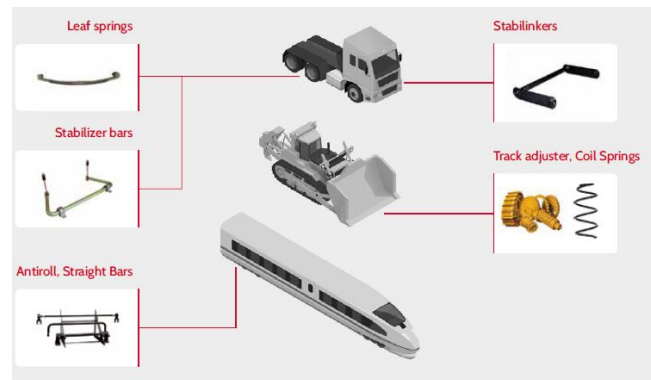 Leaf springs
Stabilinkers
Stabilizer bars
Track adjuster, Coil Springs
Antiroll, Straight Bars